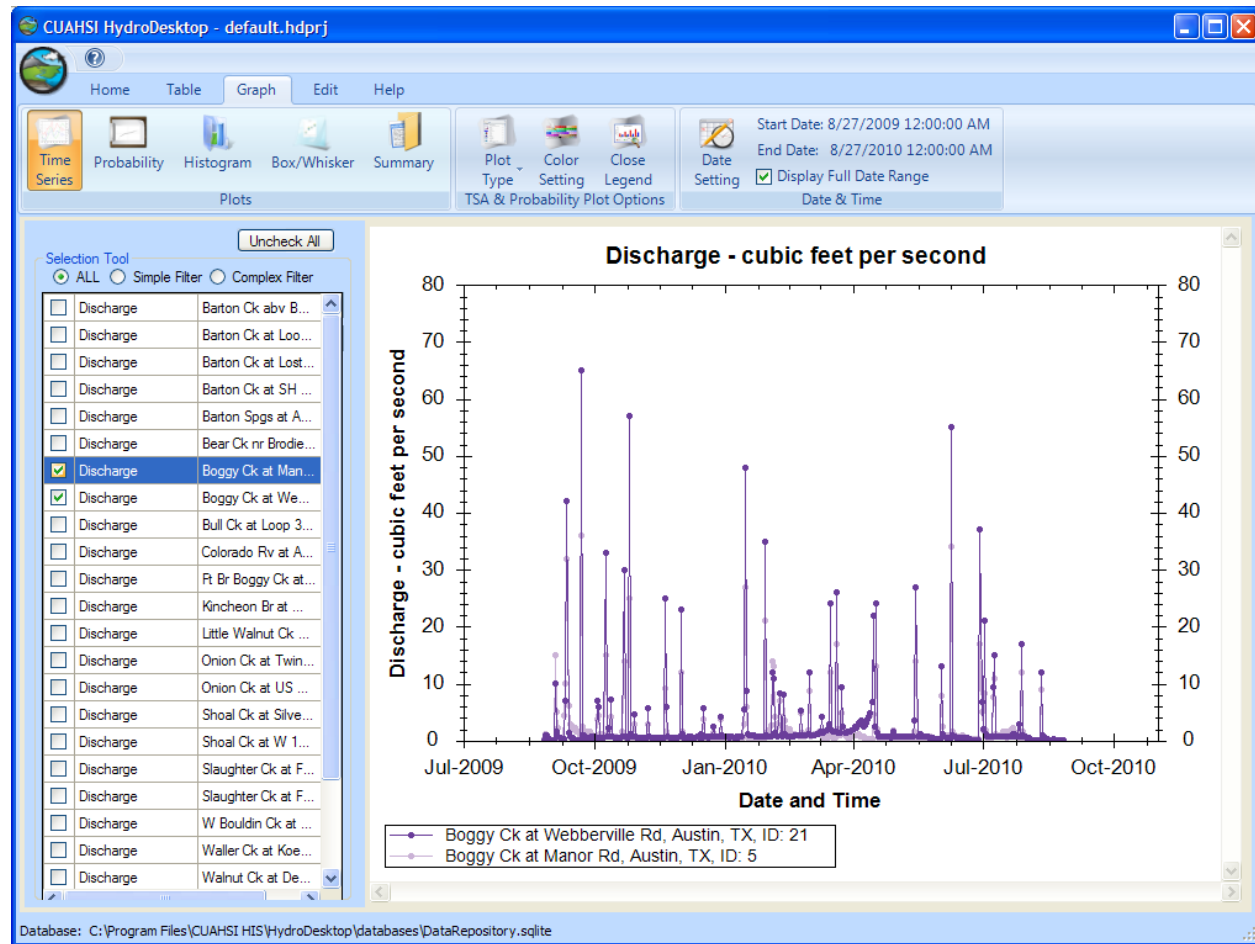 CUAHSI HydroDesktop - default.hdprj
Home Table Graph Edit Help
Time Series
Probability
Histogram
Box/Whisker
Summary
Plots
Plot Type
Color Setting
Close Legend
TSA & Probability Plot Options
Date Setting
Start Date: 8/27/2009 12:00:00 AM
End Date: 8/27/2010 12:00:00 AM
Display Full Date Range
Date & Time
Uncheck All
Selection Tool
ALL Simple Filter Complex Filter
Discharge Barton Ck abv B...
Discharge Barton Ck at Loo...
Discharge Barton Ck at Lost...
Discharge Barton Ck at SH ...
Discharge Barton Spgs at A...
Discharge Bear Ck nr Brodie...
Discharge Boggy Ck at Man...
Discharge Boggy Ck at We...
Discharge Bull Ck at Loop 3...
Discharge Colorado Rv at A...
Discharge Ft Br Boggy Ck at...
Discharge Kincheon Br at ...
Discharge Little Walnut Ck ...
Discharge Onion Ck at Twin...
Discharge Onion Ck at US ...
Discharge Shoal Ck at Silve...
Discharge Shoal Ck at W 1...
Discharge Slaughter Ck at F...
Discharge Slaughter Ck at F...
Discharge W Bouldin Ck at ...
Discharge Waller Ck at Koe...
Discharge Walnut Ck at De...
Discharge - cubic feet per second
Discharge - cubic feet per second
80 80
70 70
60 60
50 50
40 40
30 30
20 20
10 10
0 0
Jul-2009 Oct-2009 Jan-2010 Apr-2010 Jul-2010 Oct-2010
Date and Time
Boggy Ck at Webberville Rd, Austin, TX, ID: 21
Boggy Ck at Manor Rd, Austin, TX, ID: 5
Database: C:\Program Files\CUAHSI HIS\HydroDesktop\databases\DataRepository.sqlite